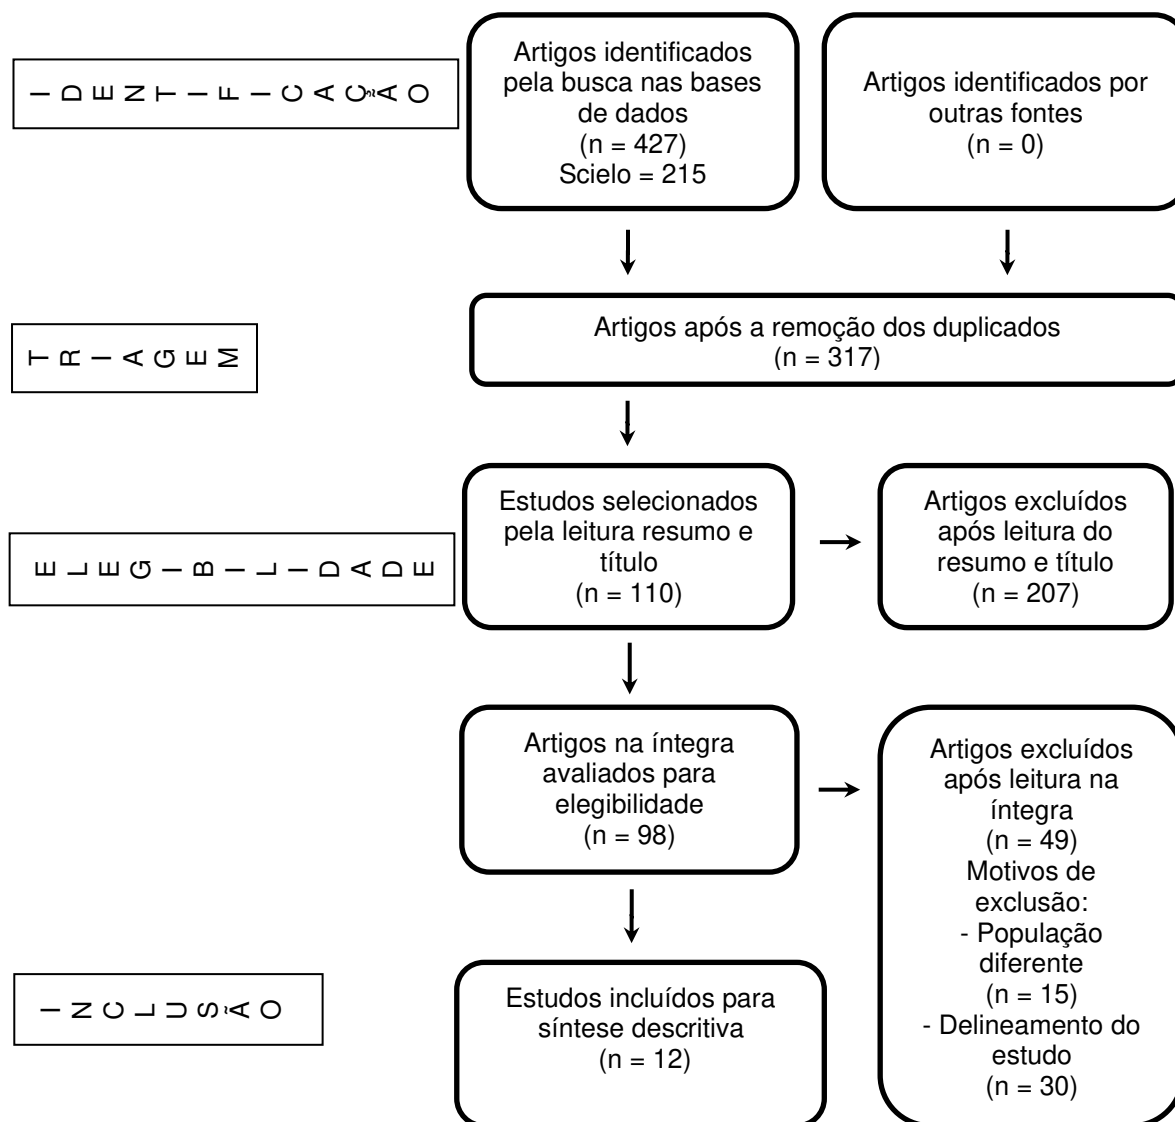 IDENTIFICAÇÃO
Artigos identificados
pela busca nas bases
de dados
(n = 427)
Scielo = 215
Artigos identificados por
outras fontes
(n = 0)
TRIAGEM
Artigos após a remoção dos duplicados
(n = 317)
ELEGIBILIDADE
Estudos selecionados
pela leitura resumo e
título
(n = 110)
Artigos excluídos
após leitura do
resumo e título
(n = 207)
Artigos na íntegra
avaliados para
elegibilidade
(n = 98)
Artigos excluídos
após leitura na
íntegra
(n = 49)
Motivos de
exclusão:
- População
diferente
(n = 15)
- Delineamento do
estudo
(n = 30)
INCLUSÃO
Estudos incluídos para
síntese descritiva
(n = 12)